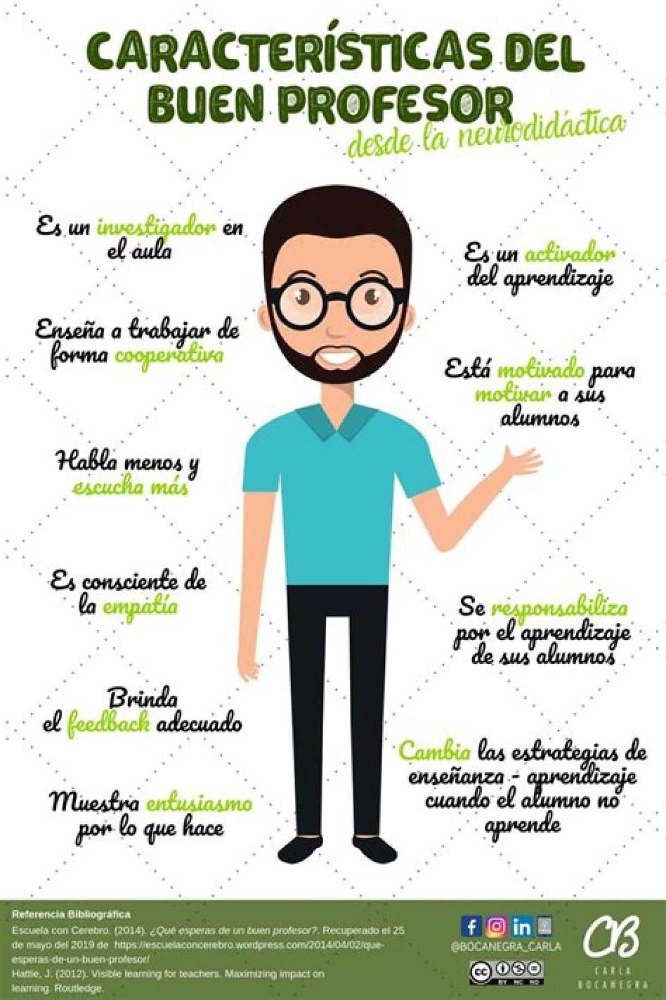 CARACTERÍSTICAS DEL
BUEN PROFESOR
desde la neurodidáctica
Es un investigador en
el aula
Enseña a trabajar de
forma cooperativa
Habla menos y
escucha más
Es consciente de
la empatía
Brinda
el feedback adecuado
Muestra entusiasmo
por lo que hace
Es un activador
del aprendizaje
Está motivado para
motivar a sus
alumnos
Se responsabiliza
por el aprendizaje
de sus alumnos
Cambia las estrategias de
enseñanza - aprendizaje
cuando el alumno no
aprende
Referencia Bibliográfica
Escuela con Cerebro. (2014). ¿Qué esperas de un buen profesor?. Recuperado el 25
de mayo del 2019 de https://escuelaconcerebro.wordpress.com/2014/04/02/que-
esperas-de-un-buen-profesor/
Hattie, J. (2012). Visible learning for teachers. Maximizing impact on
learning. Routledge.
f in
@BOCANEGRA_CARLA
cc
BY NC ND
CB
CARLA
BOCANEGRA